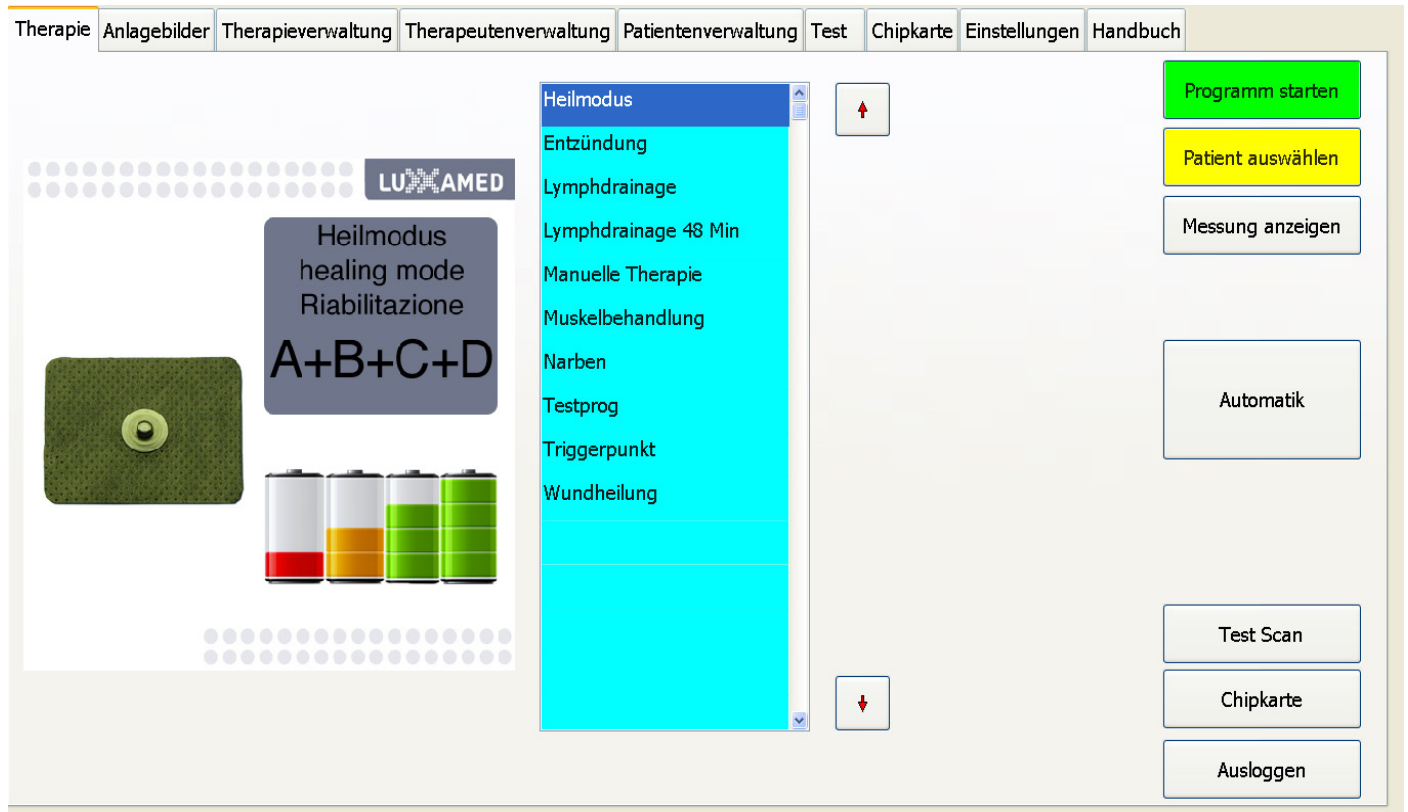 Therapie Anlagebilder Therapieverwaltung Therapeutenverwaltung Patientenverwaltung Test Chipkarte Einstellungen Handbuch
LUXXAMED
Heilmodus
healing mode
Riabilitazione
A+B+C+D
Heilmodus
Entzündung
Lymphdrainage
Lymphdrainage 48 Min
Manuelle Therapie
Muskelbehandlung
Narben
Testprog
Triggerpunkt
Wundheilung
Programm starten
Patient auswählen
Messung anzeigen
Automatik
Test Scan
Chipkarte
Ausloggen